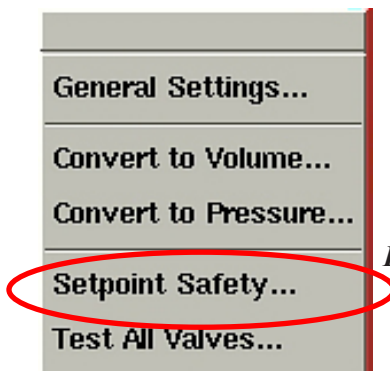 General Settings...
Convert to Volume...
Convert to Pressure...
Setpoint Safety...
Test All Valves...